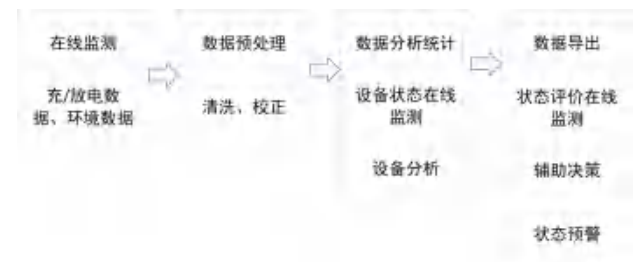 在线监测
充/放电数
据、环境数据
数据预处理
清洗、校正
数据分析统计
设备状态在线
监测
设备分析
数据导出
状态评价在线
监测
辅助决策
状态预警